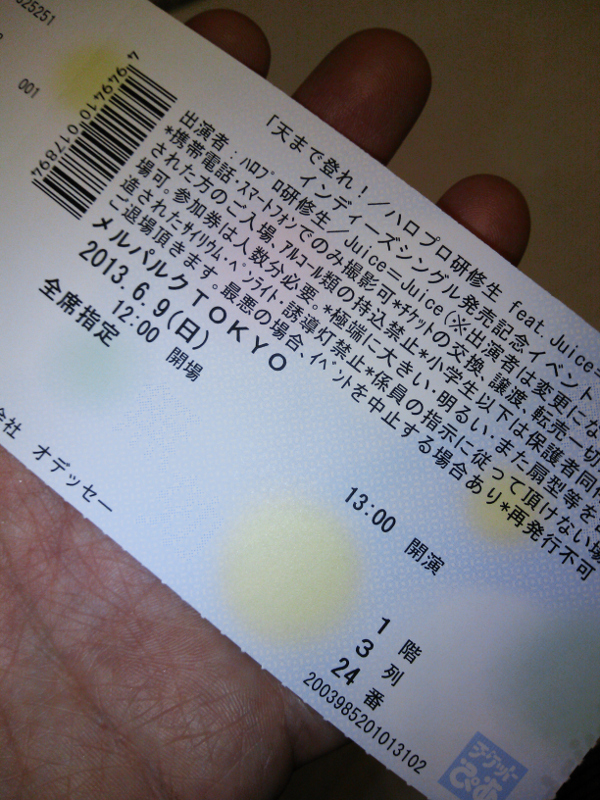 525251
001
4767410017894
「天まで登れ！／ハロプロ研修生 feat. Juice=
インディーズシングル発売記念イベント
出演者：ハロプロ研修生／Juice=Juice(※出演者は変更にな
*携帯電話・スマートフォンでのみ撮影可*チケットの交換、譲渡、転売一切
された方のご入場、アルコール類の持込禁止*小学生以下は保護者同伴
場可。参加券は人数分必要。*極端に大きい、明るい、また扇型等を
造されたサイリウム・ペンライト・誘導灯禁止*係員の指示に従って頂けない場
ご退場頂きます。最悪の場合、イベントを中止する場合あり*再発行不可
メルパルクＴＯＫＹＯ
2013.6.9(日)
12:00 開場
13:00 開演
全席指定
1 階
3 列
24 番
会社 オデッセー
2003985201013102
チケット
ぴあ